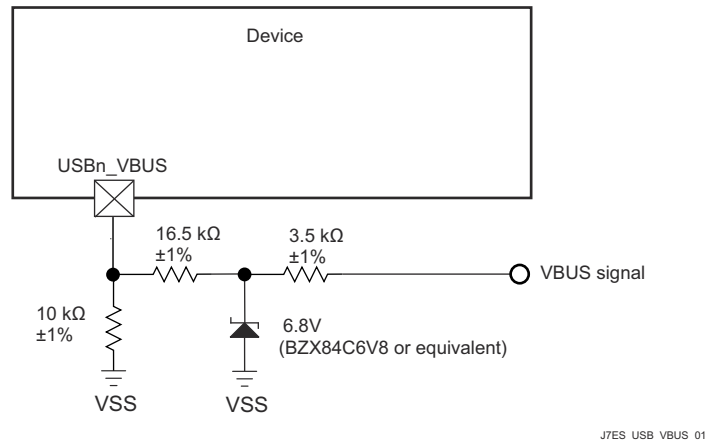 Device
USBn_VBUS
16.5 kΩ
±1%
3.5 kΩ
±1%
VBUS signal
10 kΩ
±1%
6.8V
(BZX84C6V8 or equivalent)
VSS
VSS
J7ES_USB_VBUS_01